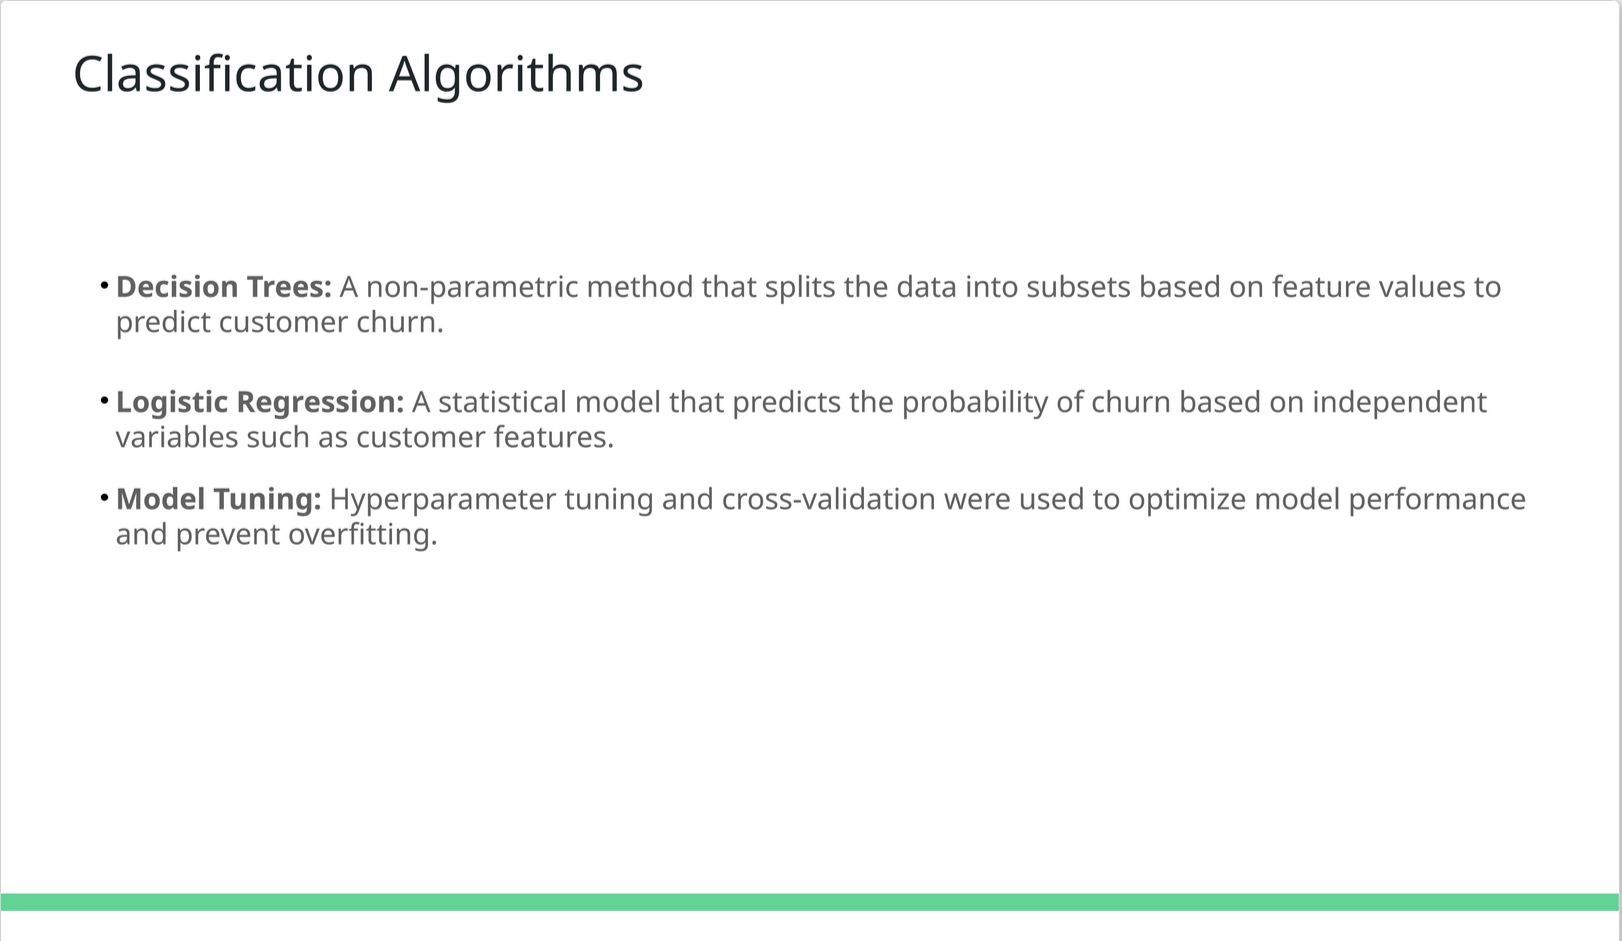 Classification Algorithms
• Decision Trees: A non-parametric method that splits the data into subsets based on feature values to
predict customer churn.
• Logistic Regression: A statistical model that predicts the probability of churn based on independent
variables such as customer features.
• Model Tuning: Hyperparameter tuning and cross-validation were used to optimize model performance
and prevent overfitting.